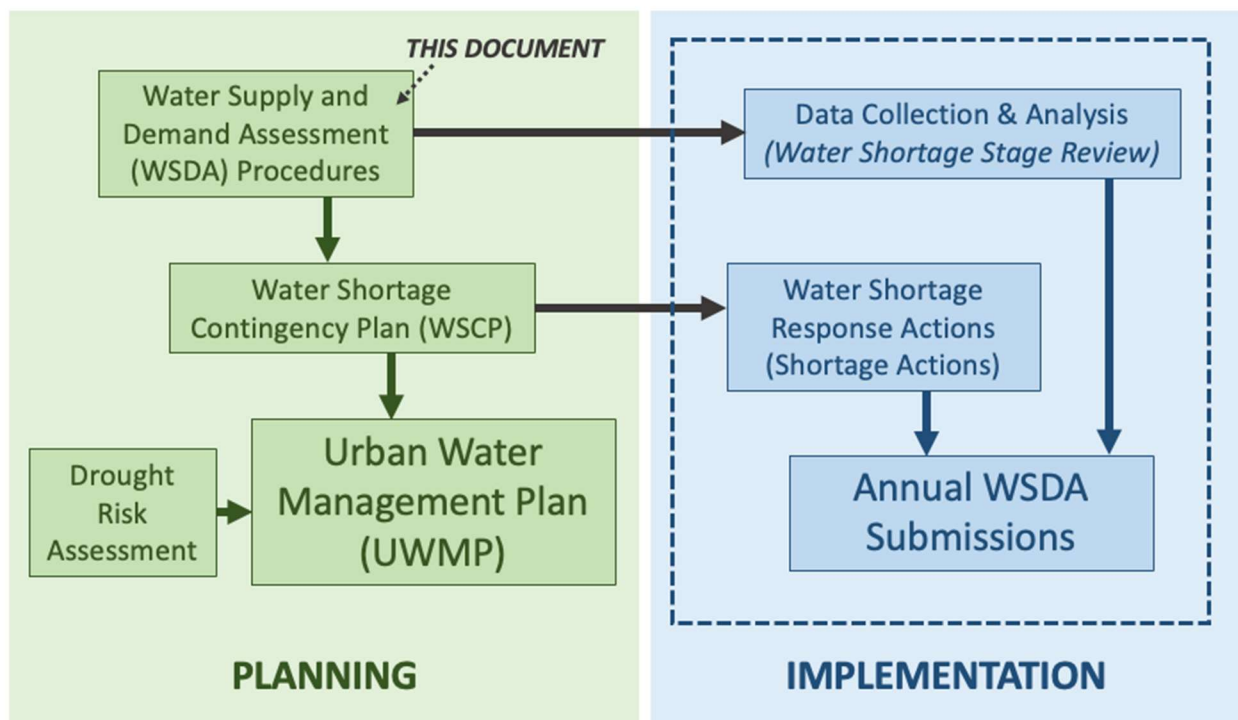 THIS DOCUMENT
Water Supply and
Demand Assessment
(WSDA) Procedures
Water Shortage
Contingency Plan (WSCP)
Drought
Risk
Assessment
Urban Water
Management Plan
(UWMP)
PLANNING
Data Collection & Analysis
(Water Shortage Stage Review)
Water Shortage
Response Actions
(Shortage Actions)
Annual WSDA
Submissions
IMPLEMENTATION